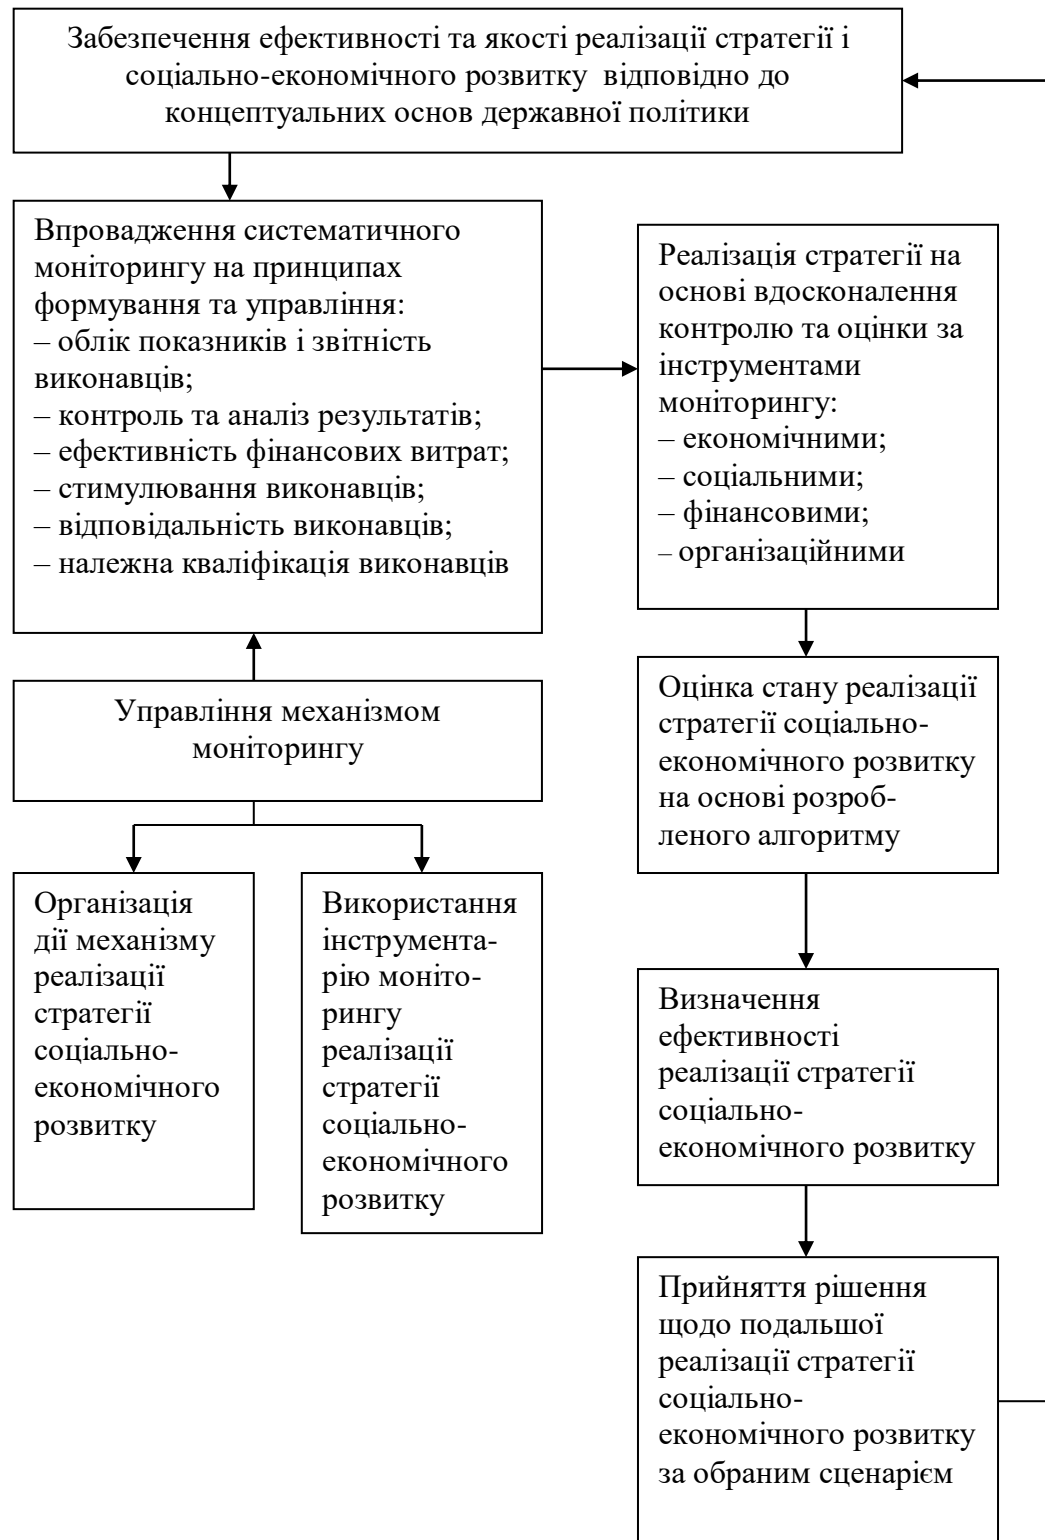 Забезпечення ефективності та якості реалізації стратегії і
соціально-економічного розвитку  відповідно до
концептуальних основ державної політики
Впровадження систематичного
моніторингу на принципах
формування та управління:
– облік показників і звітність
виконавців;
– контроль та аналіз результатів;
– ефективність фінансових витрат;
– стимулювання виконавців;
– відповідальність виконавців;
– належна кваліфікація виконавців
Реалізація стратегії на
основі вдосконалення
контролю та оцінки за
інструментами
моніторингу:
– економічними;
– соціальними;
– фінансовими;
– організаційними
Управління механізмом
моніторингу
Оцінка стану реалізації
стратегії соціально-
економічного розвитку
на основі розроб-
леного алгоритму
Організація
дії механізму
реалізації
стратегії
соціально-
економічного
розвитку
Використання
інструмента-
рію моніто-
рингу
реалізації
стратегії
соціально-
економічного
розвитку
Визначення
ефективності
реалізації стратегії
соціально-
економічного розвитку
Прийняття рішення
щодо подальшої
реалізації стратегії
соціально-
економічного розвитку
за обраним сценарієм